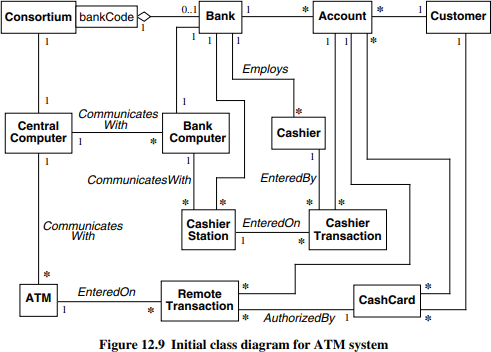 Consortium bankCode 1 0..1 Bank 1 * Account * 1 Customer
1 1 1 1 1 1 1 * 1
Employs
Communicates
With
1 1 * *
Central
Computer
1 *
Bank
Computer
Cashier
1 1 1
CommunicatesWith
EnteredBy
* * * *
Communicates
With
Cashier
Station
EnteredOn
1 *
Cashier
Transaction
*
ATM
EnteredOn
1 *
Remote
Transaction
* *
AuthorizedBy
1
CashCard
* *
Figure 12.9 Initial class diagram for ATM system